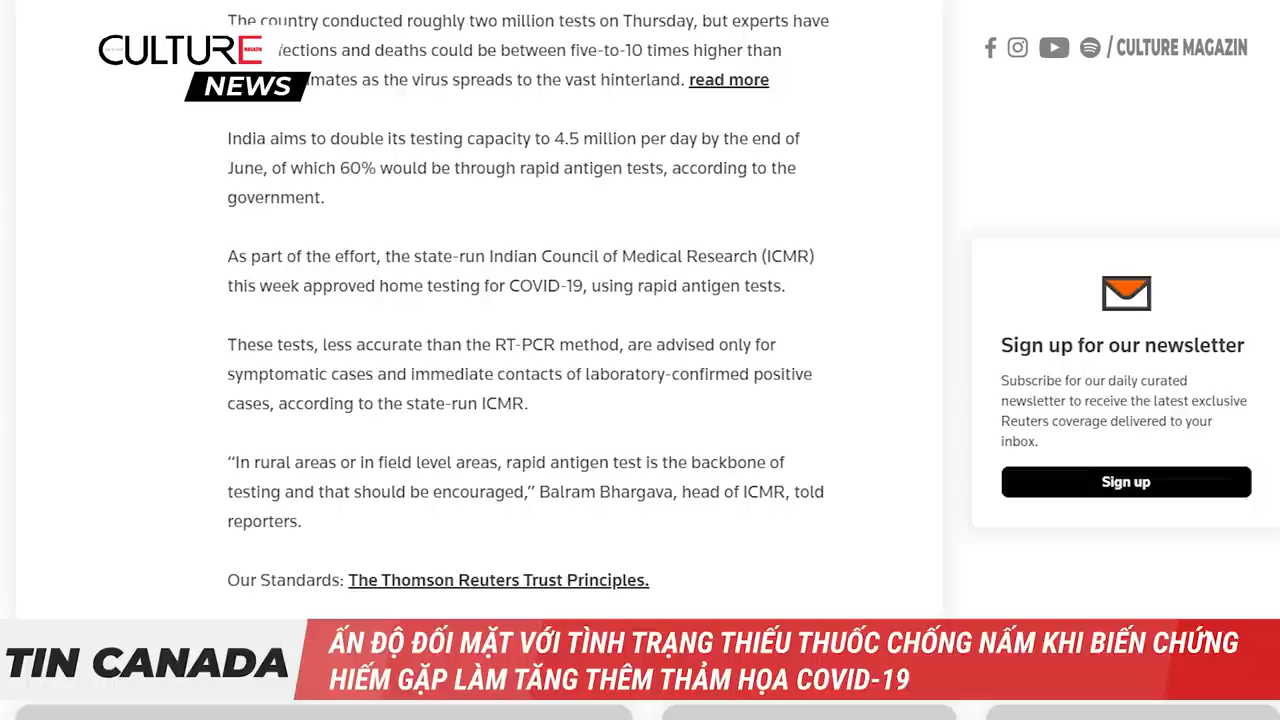 The country conducted roughly two million tests on Thursday, but experts have
CULTURE
MAGAZIN
NEWS
ections and deaths could be between five-to-10 times higher than
mates as the virus spreads to the vast hinterland. read more
/ CULTURE MAGAZIN
India aims to double its testing capacity to 4.5 million per day by the end of
June, of which 60% would be through rapid antigen tests, according to the
government.
As part of the effort, the state-run Indian Council of Medical Research (ICMR)
this week approved home testing for COVID-19, using rapid antigen tests.
These tests, less accurate than the RT-PCR method, are advised only for
symptomatic cases and immediate contacts of laboratory-confirmed positive
cases, according to the state-run ICMR.
“In rural areas or in field level areas, rapid antigen test is the backbone of
testing and that should be encouraged,” Balram Bhargava, head of ICMR, told
reporters.
Our Standards: The Thomson Reuters Trust Principles.
Sign up for our newsletter
Subscribe for our daily curated
newsletter to receive the latest exclusive
Reuters coverage delivered to your
inbox.
Sign up
TIN CANADA
ẤN ĐỘ ĐỐI MẶT VỚI TÌNH TRẠNG THIẾU THUỐC CHỐNG NẤM KHI BIẾN CHỨNG
HIẾM GẶP LÀM TĂNG THÊM THẢM HỌA COVID-19